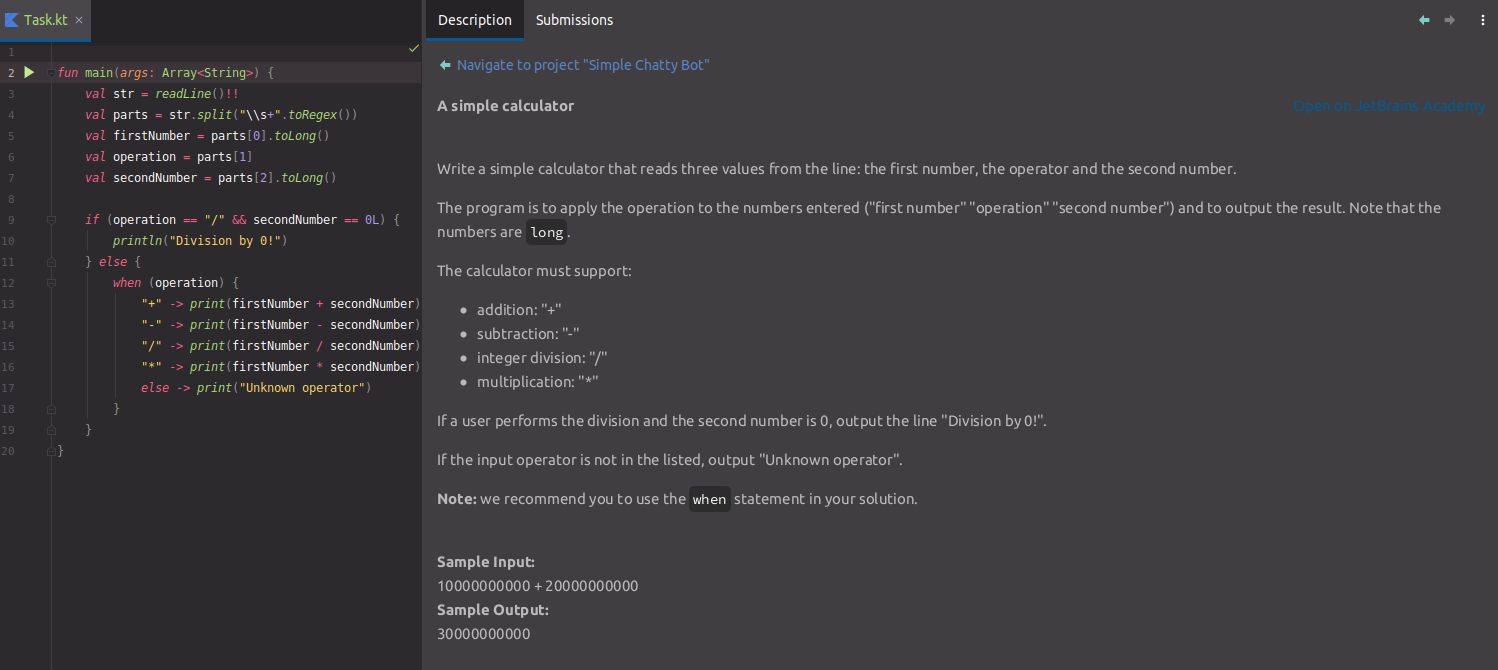 Task.kt ×
1
2 fun main(args: Array<String>) {
3 val str = readLine()!!
4 val parts = str.split("\\s+".toRegex())
5 val firstNumber = parts[0].toLong()
6 val operation = parts[1]
7 val secondNumber = parts[2].toLong()
8
9 if (operation == "/" && secondNumber == 0L) {
10 println("Division by 0!")
11 } else {
12 when (operation) {
13 "+" -> print(firstNumber + secondNumber)
14 "-" -> print(firstNumber - secondNumber)
15 "/" -> print(firstNumber / secondNumber)
16 "*" -> print(firstNumber * secondNumber)
17 else -> print("Unknown operator")
18 }
19 }
20 }
Description Submissions
Navigate to project "Simple Chatty Bot"
A simple calculator Open on JetBrains Academy
Write a simple calculator that reads three values from the line: the first number, the operator and the second number.
The program is to apply the operation to the numbers entered ("first number" "operation" "second number") and to output the result. Note that the
numbers are long.
The calculator must support:
• addition: "+"
• subtraction: "-"
• integer division: "/"
• multiplication: "*"
If a user performs the division and the second number is 0, output the line "Division by 0!".
If the input operator is not in the listed, output "Unknown operator".
Note: we recommend you to use the when statement in your solution.
Sample Input:
10000000000 + 20000000000
Sample Output:
30000000000